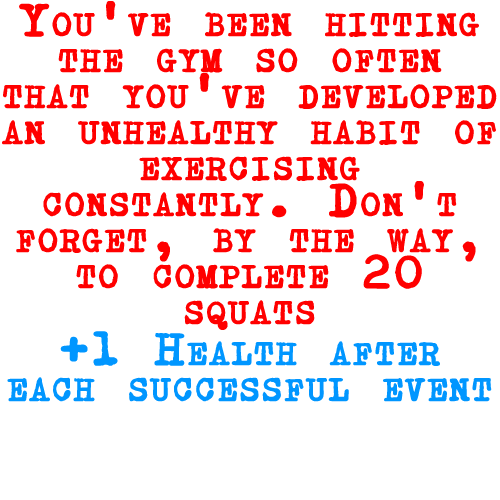 You've been hitting
the gym so often
that you've developed
an unhealthy habit of
exercising
constantly. Don't
forget, by the way,
to complete 20
squats
+1 Health after
each successful event